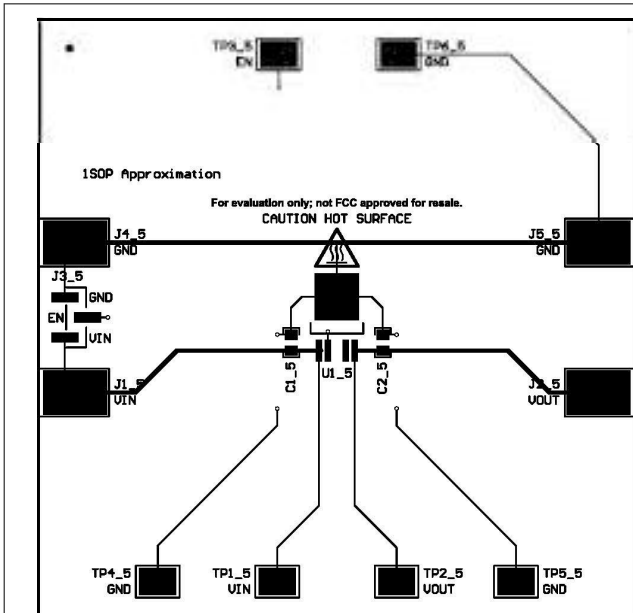 TP3_5
EN
TP6_5
GND
1SOP Approximation
For evaluation only; not FCC approved for resale.
CAUTION HOT SURFACE
J4_5
GND
J5_5
GND
J3_5
GND
EN
VIN
C1_5
U1_5
C2_5
J1_5
VIN
J2_5
VOUT
TP4_5
GND
TP1_5
VIN
TP2_5
VOUT
TP5_5
GND